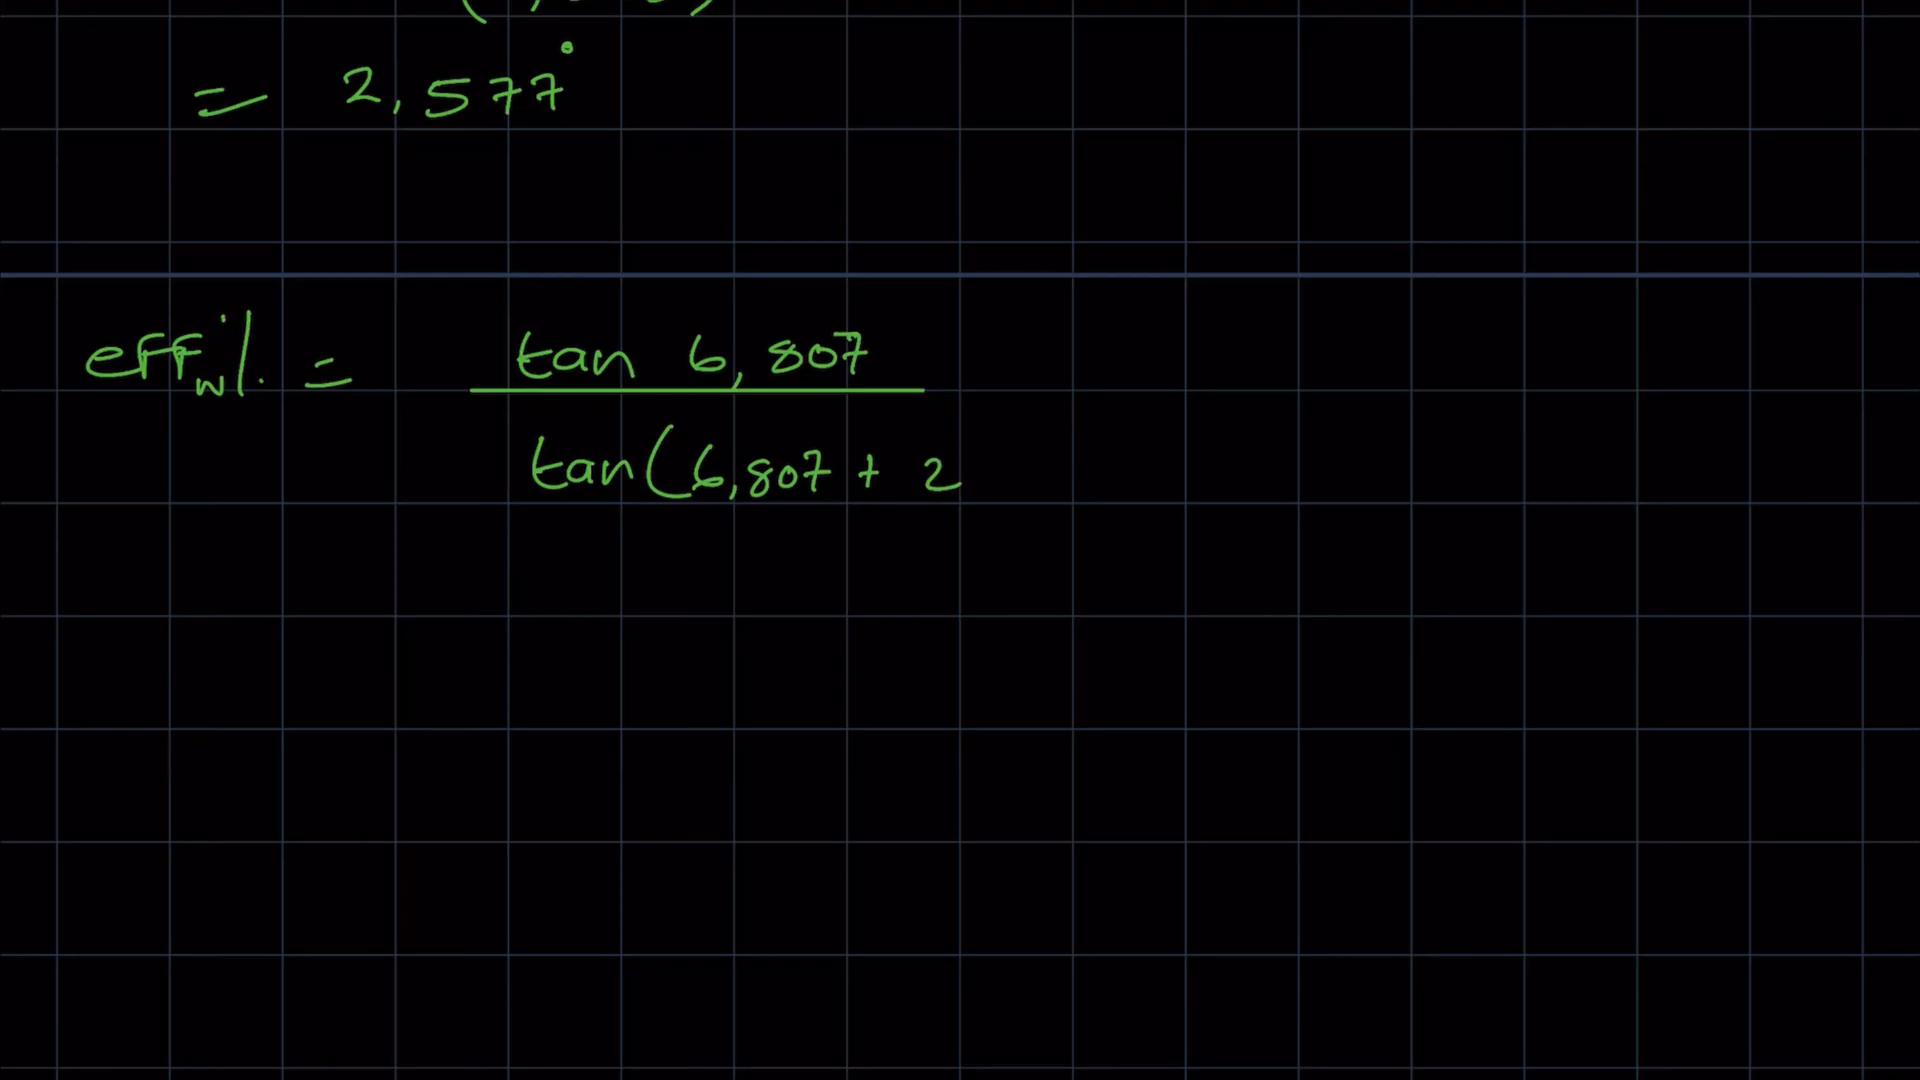 = 2,577°
eff_w % = tan 6,807
tan(6,807 + 2